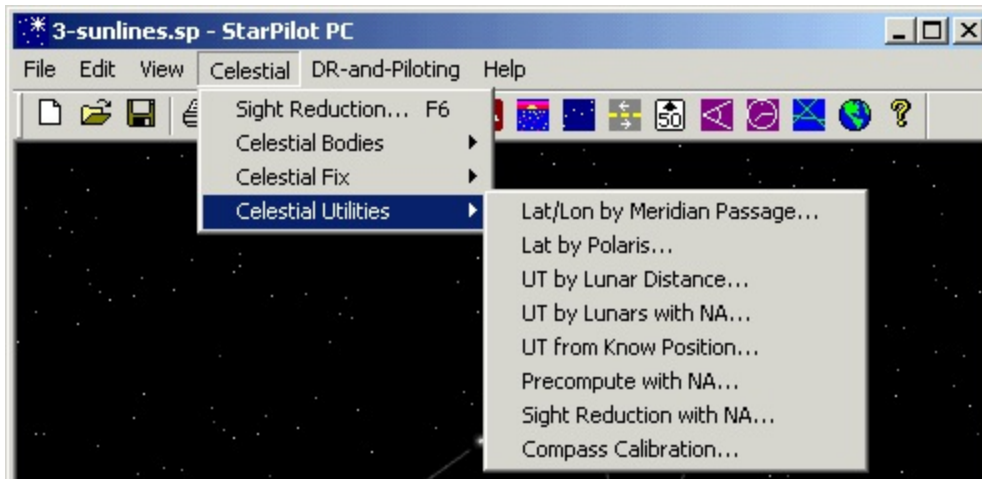 3-sunlines.sp - StarPilot PC
File Edit View Celestial DR-and-Piloting Help
50 ?
Sight Reduction... F6
Celestial Bodies
Celestial Fix
Celestial Utilities
Lat/Lon by Meridian Passage...
Lat by Polaris...
UT by Lunar Distance...
UT by Lunars with NA...
UT from Know Position...
Precompute with NA...
Sight Reduction with NA...
Compass Calibration...